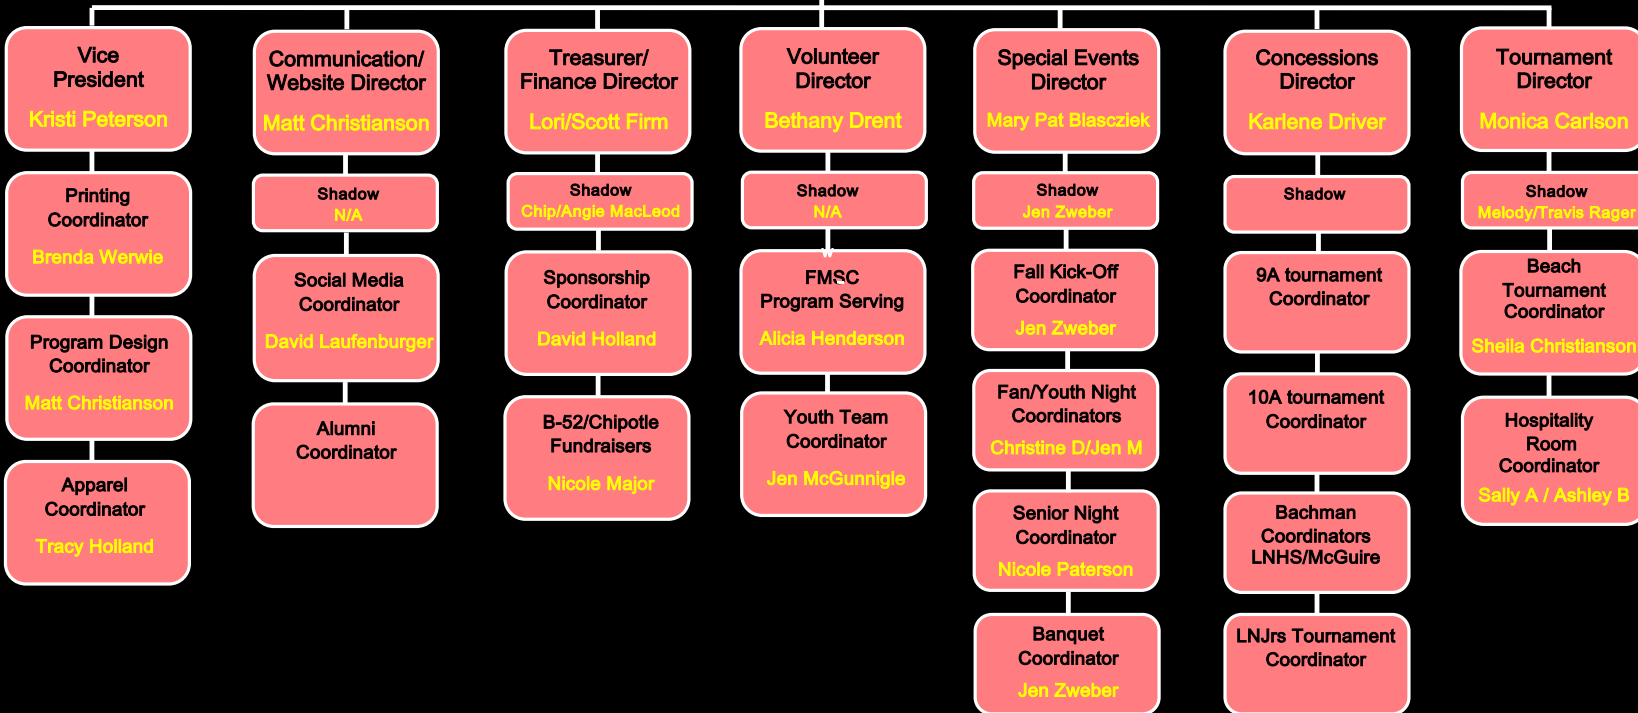 Vice
President
Kristi Peterson
Printing
Coordinator
Brenda Werwie
Program Design
Coordinator
Matt Christianson
Apparel
Coordinator
Tracy Holland
Communication/
Website Director
Matt Christianson
Shadow
N/A
Social Media
Coordinator
David Laufenburger
Alumni
Coordinator
Treasurer/
Finance Director
Lori/Scott Firm
Shadow
Chip/Angie MacLeod
Sponsorship
Coordinator
David Holland
B-52/Chipotle
Fundraisers
Nicole Major
Volunteer
Director
Bethany Drent
Shadow
N/A
W
FMSC
Program Serving
Alicia Henderson
Youth Team
Coordinator
Jen McGunnigle
Special Events
Director
Mary Pat Blascziek
Shadow
Jen Zweber
Fall Kick-Off
Coordinator
Jen Zweber
Fan/Youth Night
Coordinators
Christine D/Jen M
Senior Night
Coordinator
Nicole Paterson
Banquet
Coordinator
Jen Zweber
Concessions
Director
Karlene Driver
Shadow
9A tournament
Coordinator
10A tournament
Coordinator
Bachman
Coordinators
LNHS/McGuire
LNJrs Tournament
Coordinator
Tournament
Director
Monica Carlson
Shadow
Melody/Travis Rager
Beach
Tournament
Coordinator
Sheila Christianson
Hospitality
Room
Coordinator
Sally A / Ashley B